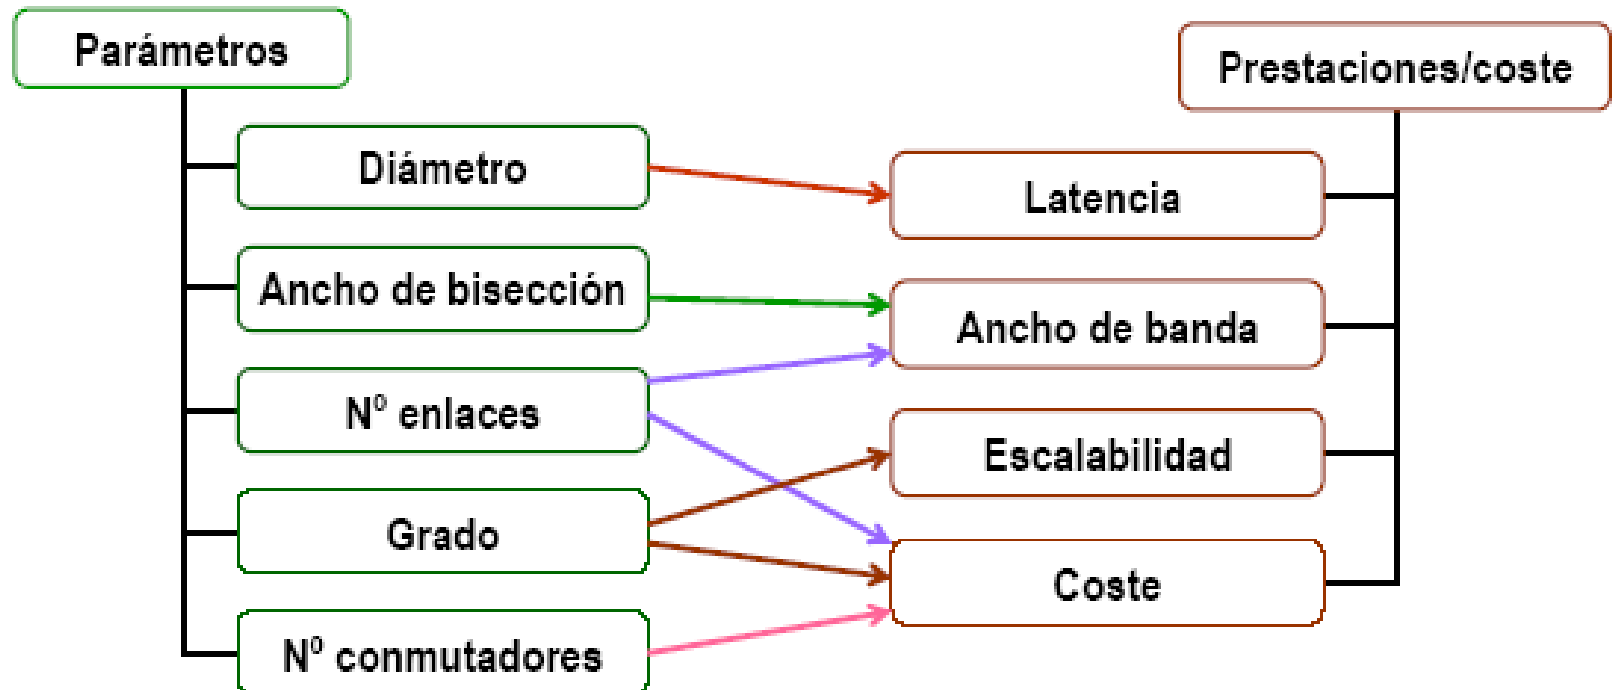 Parámetros
Prestaciones/coste
Diámetro
Latencia
Ancho de bisección
Ancho de banda
Nº enlaces
Escalabilidad
Grado
Coste
Nº conmutadores